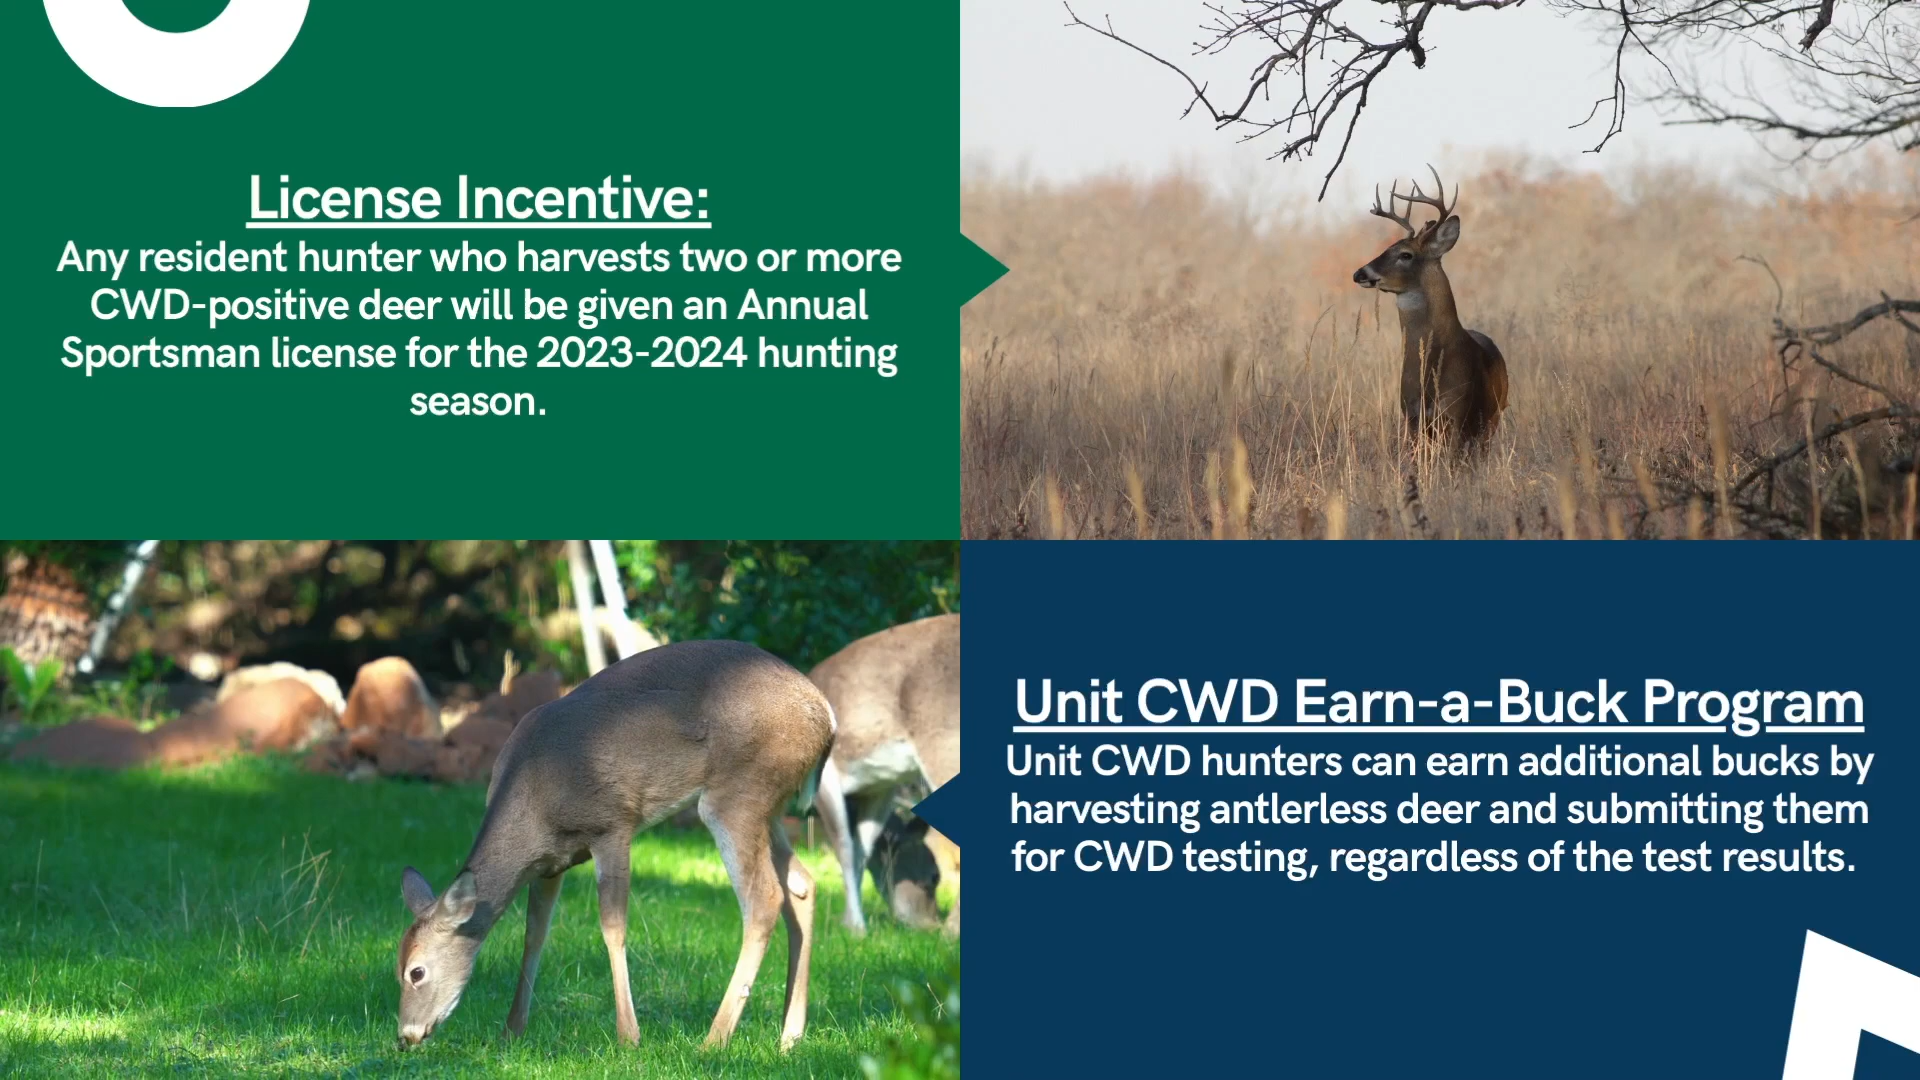 License Incentive:
Any resident hunter who harvests two or more
CWD-positive deer will be given an Annual
Sportsman license for the 2023-2024 hunting
season.
Unit CWD Earn-a-Buck Program
Unit CWD hunters can earn additional bucks by
harvesting antlerless deer and submitting them
for CWD testing, regardless of the test results.